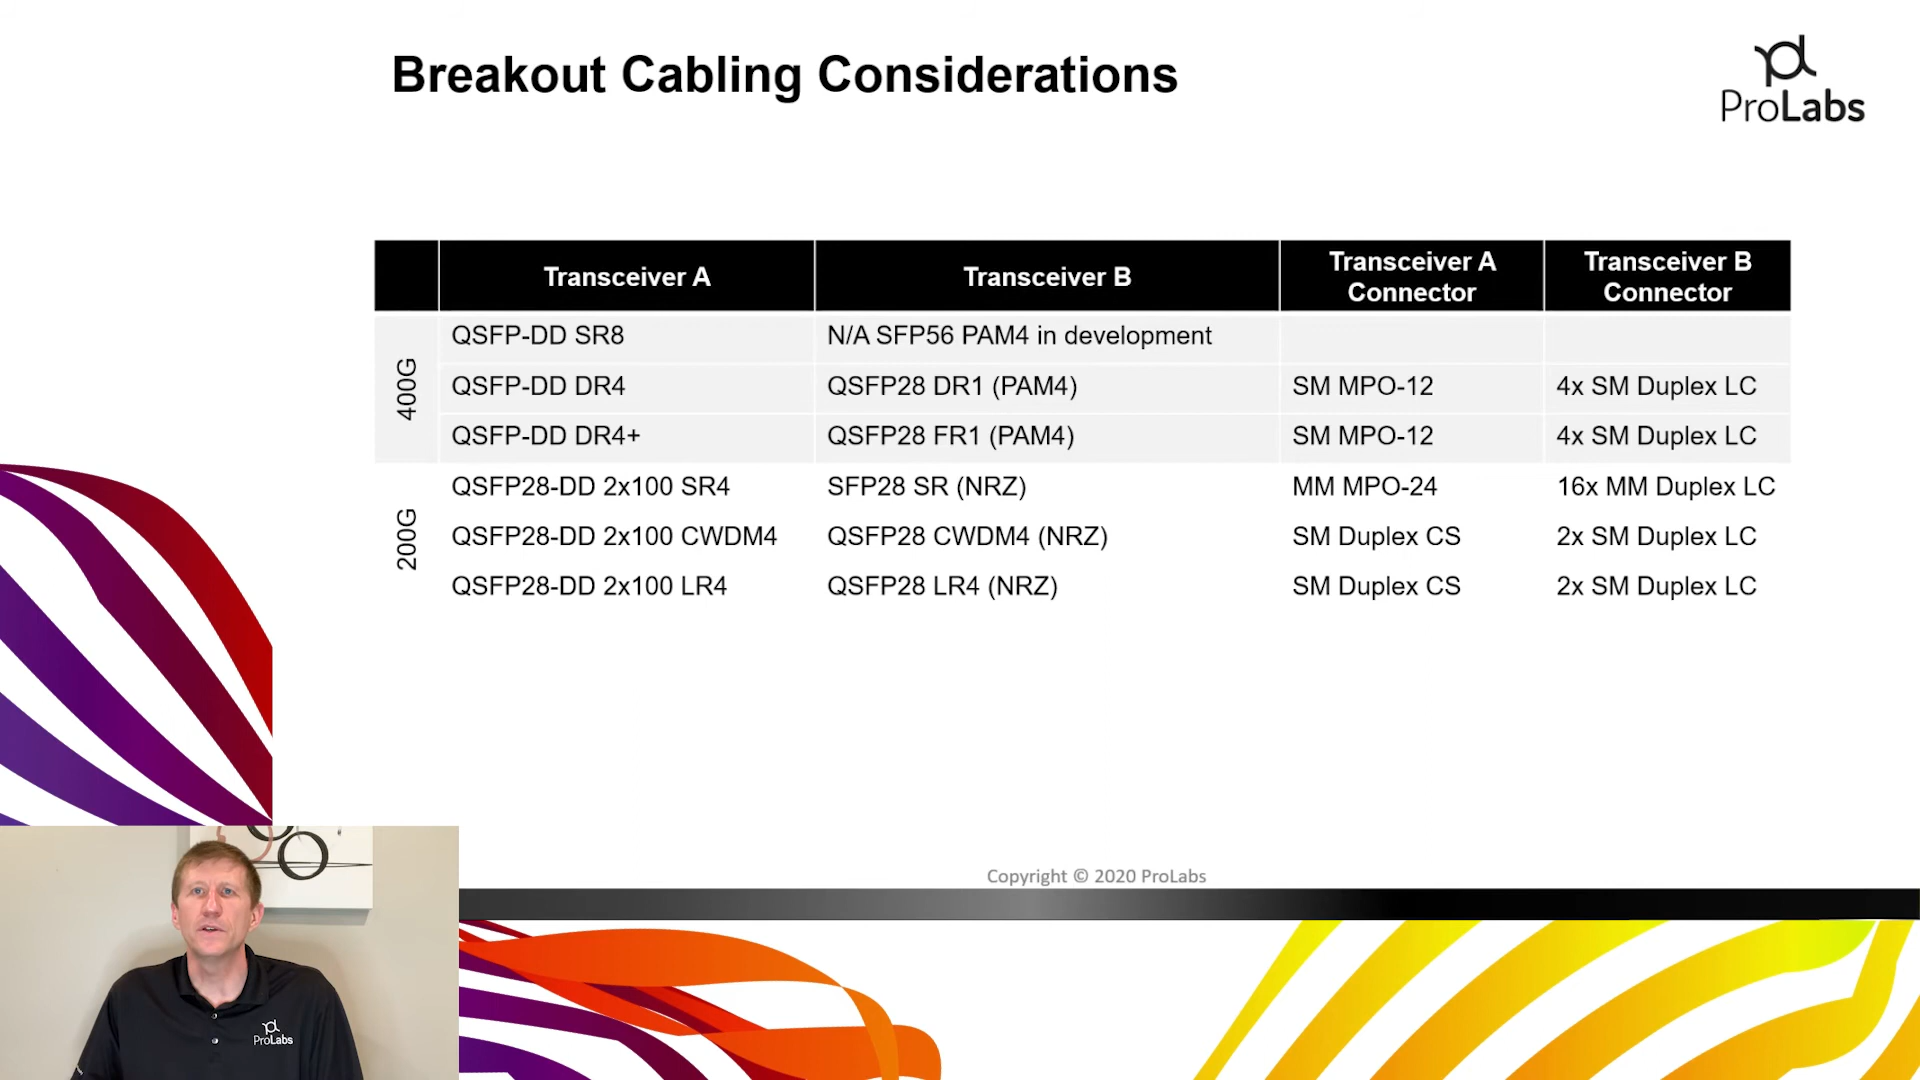 Breakout Cabling Considerations
ProLabs
Transceiver A Transceiver B Transceiver A Connector Transceiver B Connector
400G
QSFP-DD SR8 N/A SFP56 PAM4 in development
QSFP-DD DR4 QSFP28 DR1 (PAM4) SM MPO-12 4x SM Duplex LC
QSFP-DD DR4+ QSFP28 FR1 (PAM4) SM MPO-12 4x SM Duplex LC
200G
QSFP28-DD 2x100 SR4 SFP28 SR (NRZ) MM MPO-24 16x MM Duplex LC
QSFP28-DD 2x100 CWDM4 QSFP28 CWDM4 (NRZ) SM Duplex CS 2x SM Duplex LC
QSFP28-DD 2x100 LR4 QSFP28 LR4 (NRZ) SM Duplex CS 2x SM Duplex LC
Copyright © 2020 ProLabs
ProLabs